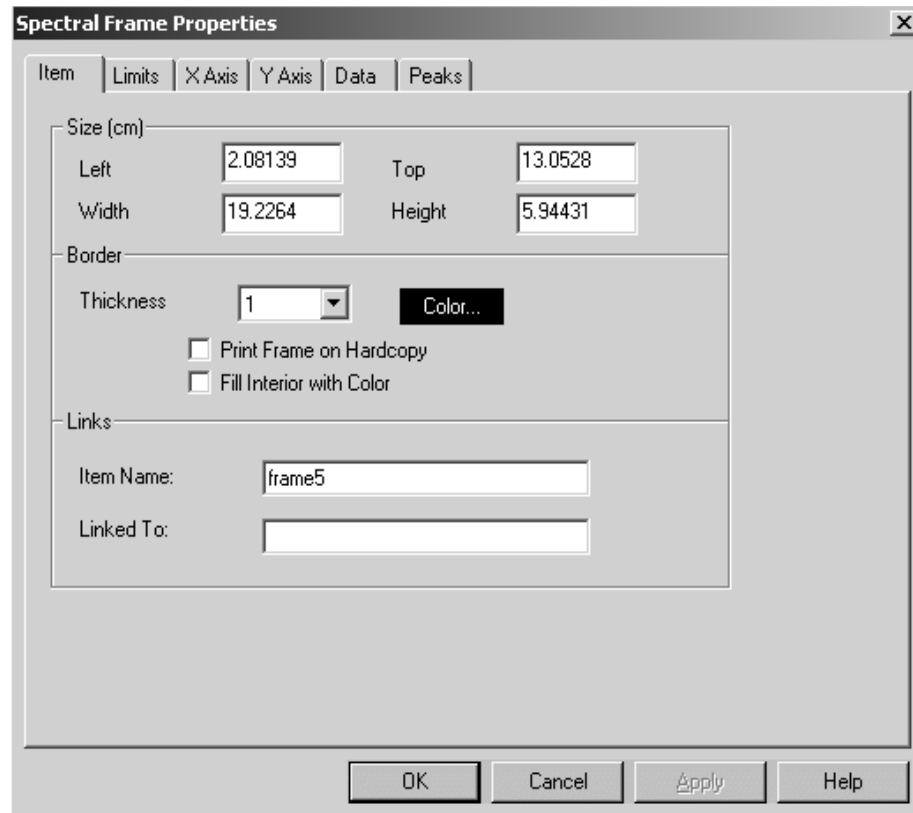 Spectral Frame Properties
Item Limits X Axis Y Axis Data Peaks
Size (cm)
Left 2.08139 Top 13.0528
Width 19.2264 Height 5.94431
Border
Thickness 1 Color...
Print Frame on Hardcopy
Fill Interior with Color
Links
Item Name: frame5
Linked To:
OK Cancel Apply Help